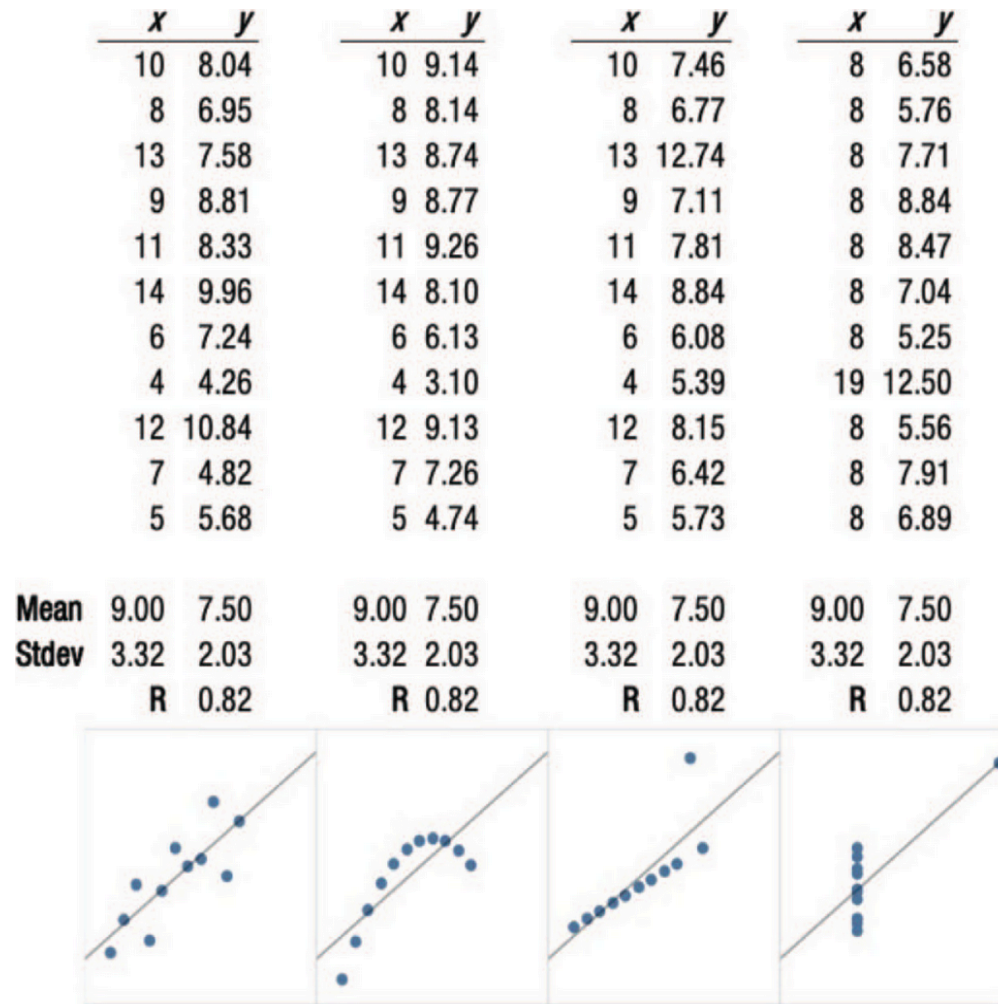 x y x y x y x y
10 8.04 10 9.14 10 7.46 8 6.58
8 6.95 8 8.14 8 6.77 8 5.76
13 7.58 13 8.74 13 12.74 8 7.71
9 8.81 9 8.77 9 7.11 8 8.84
11 8.33 11 9.26 11 7.81 8 8.47
14 9.96 14 8.10 14 8.84 8 7.04
6 7.24 6 6.13 6 6.08 8 5.25
4 4.26 4 3.10 4 5.39 19 12.50
12 10.84 12 9.13 12 8.15 8 5.56
7 4.82 7 7.26 7 6.42 8 7.91
5 5.68 5 4.74 5 5.73 8 6.89
Mean 9.00 7.50 9.00 7.50 9.00 7.50 9.00 7.50
Stdev 3.32 2.03 3.32 2.03 3.32 2.03 3.32 2.03
R 0.82 R 0.82 R 0.82 R 0.82